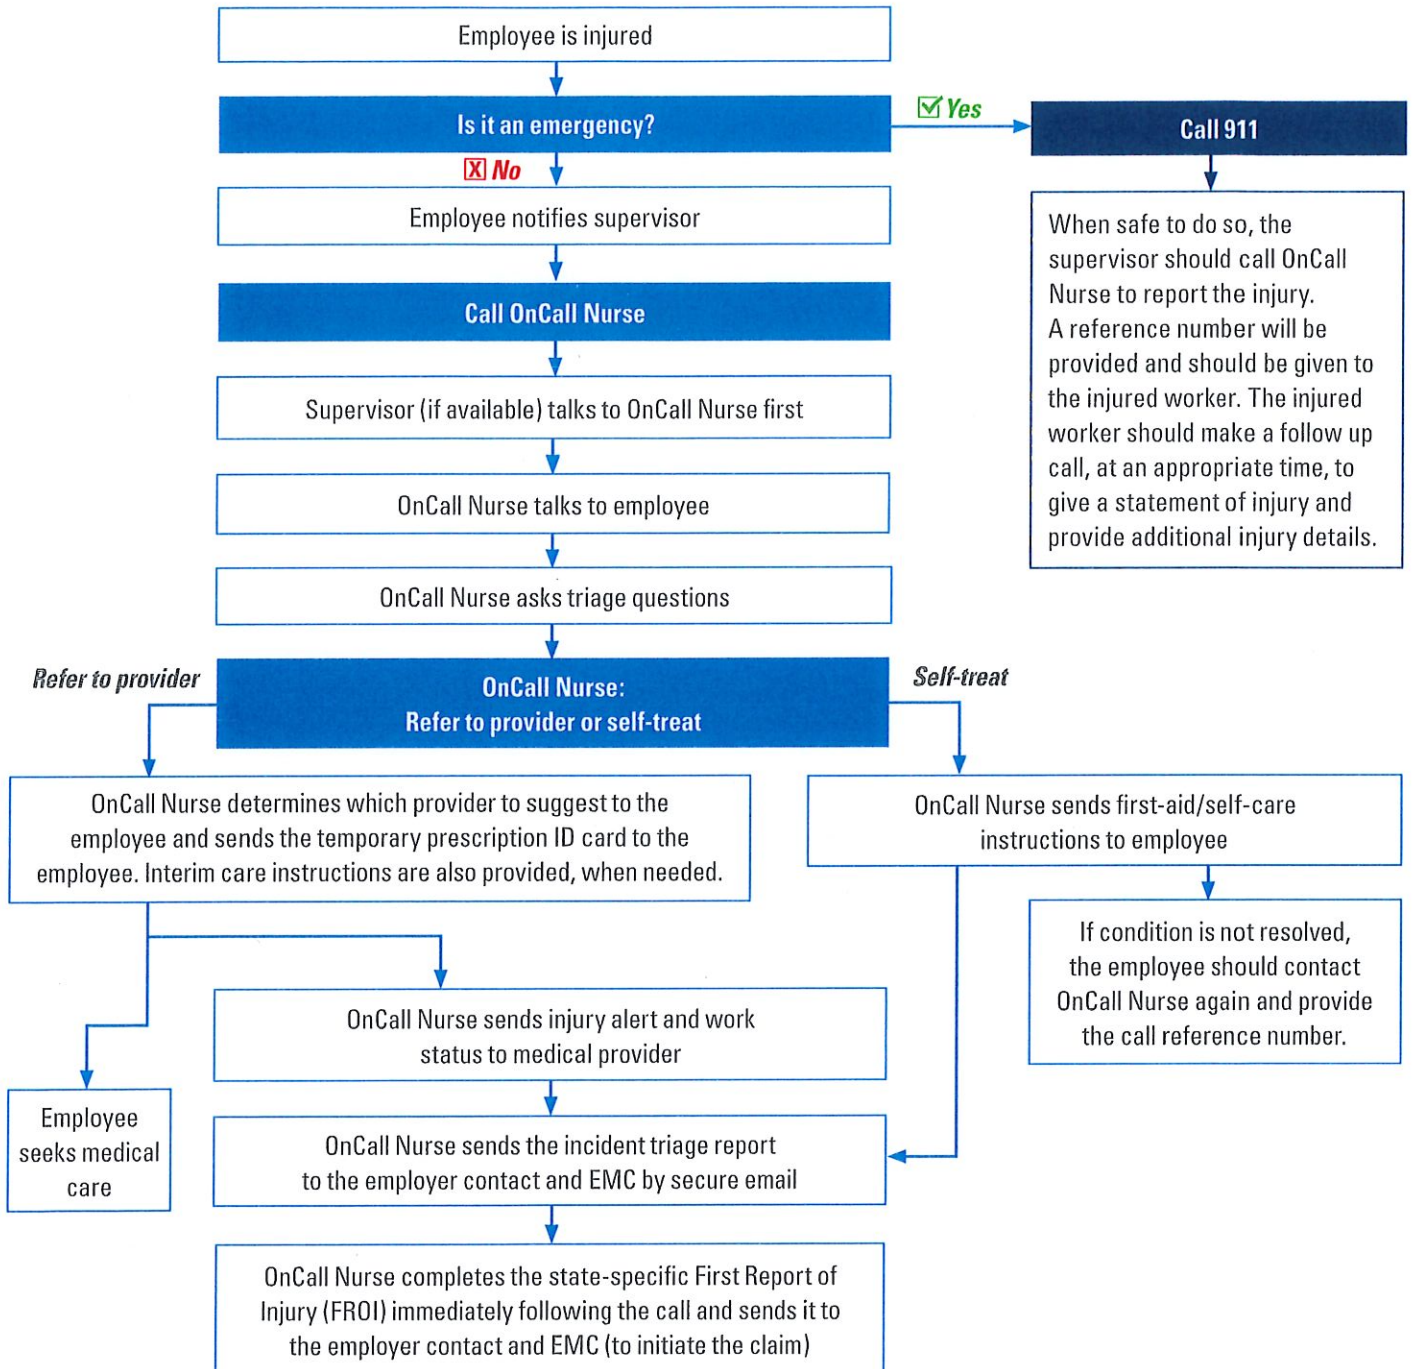 Employee is injured
Is it an emergency?
Yes
Call 911
No
Employee notifies supervisor
When safe to do so, the
supervisor should call OnCall
Nurse to report the injury.
A reference number will be
provided and should be given to
the injured worker. The injured
worker should make a follow up
call, at an appropriate time, to
give a statement of injury and
provide additional injury details.
Call OnCall Nurse
Supervisor (if available) talks to OnCall Nurse first
OnCall Nurse talks to employee
OnCall Nurse asks triage questions
Refer to provider
OnCall Nurse:
Refer to provider or self-treat
Self-treat
OnCall Nurse determines which provider to suggest to the
employee and sends the temporary prescription ID card to the
employee. Interim care instructions are also provided, when needed.
OnCall Nurse sends first-aid/self-care
instructions to employee
If condition is not resolved,
the employee should contact
OnCall Nurse again and provide
the call reference number.
OnCall Nurse sends injury alert and work
status to medical provider
Employee
seeks medical
care
OnCall Nurse sends the incident triage report
to the employer contact and EMC by secure email
OnCall Nurse completes the state-specific First Report of
Injury (FROI) immediately following the call and sends it to
the employer contact and EMC (to initiate the claim)